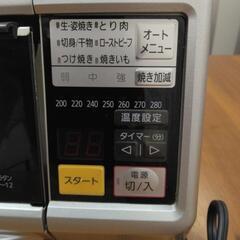 生・姿焼き とり肉
切身/干物 ローストビーフ
つけ焼き 焼きいも
オート
メニュー
弱 中 強 焼き加減
200 220 240 260 280
温度設定
タイマー(分)
スタート
電源
切/入